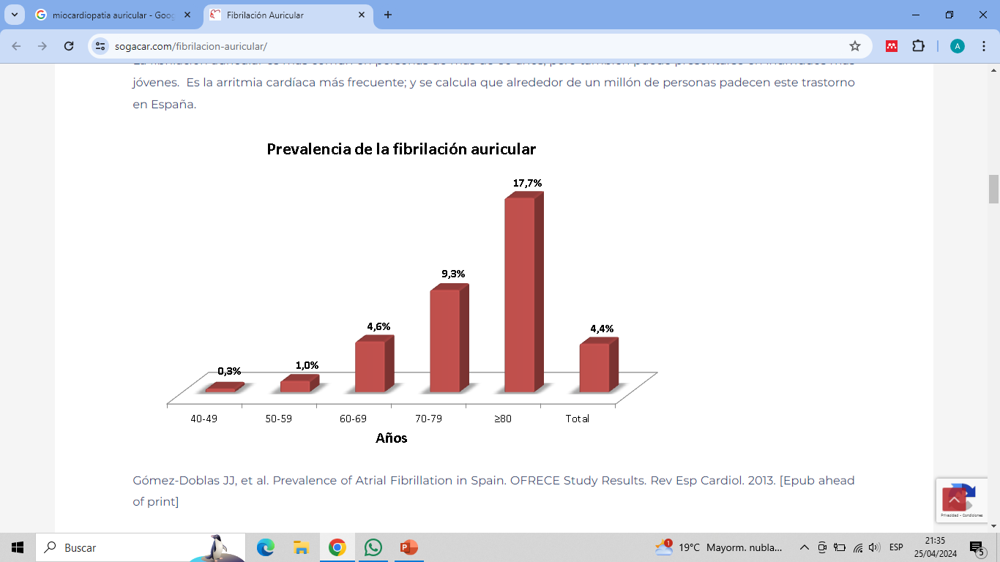 miocardiopatia auricular - Goog
Fibrilación Auricular
sogacar.com/fibrilacion-auricular/
A
jóvenes. Es la arritmia cardíaca más frecuente; y se calcula que alrededor de un millón de personas padecen este trastorno
en España.
Prevalencia de la fibrilación auricular
17,7%
9,3%
4,6%
4,4%
1,0%
0,3%
40-49 50-59 60-69 70-79 ≥80 Total
Años
Gómez-Doblas JJ, et al. Prevalence of Atrial Fibrillation in Spain. OFRECE Study Results. Rev Esp Cardiol. 2013. [Epub ahead
of print]
Privacidad - Condiciones
Buscar
1
19°C Mayorm. nubla...
ESP
21:35
25/04/2024
5